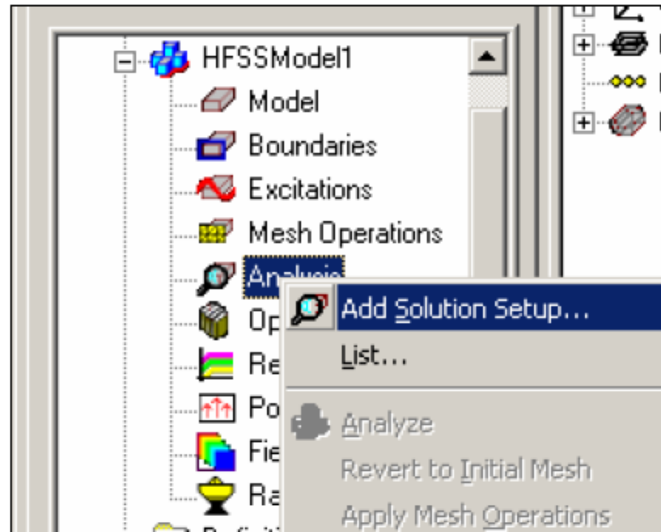 HFSSModel1
Model
Boundaries
Excitations
Mesh Operations
Add Solution Setup...
List...
Analyze
Revert to Initial Mesh
Apply Mesh Operations